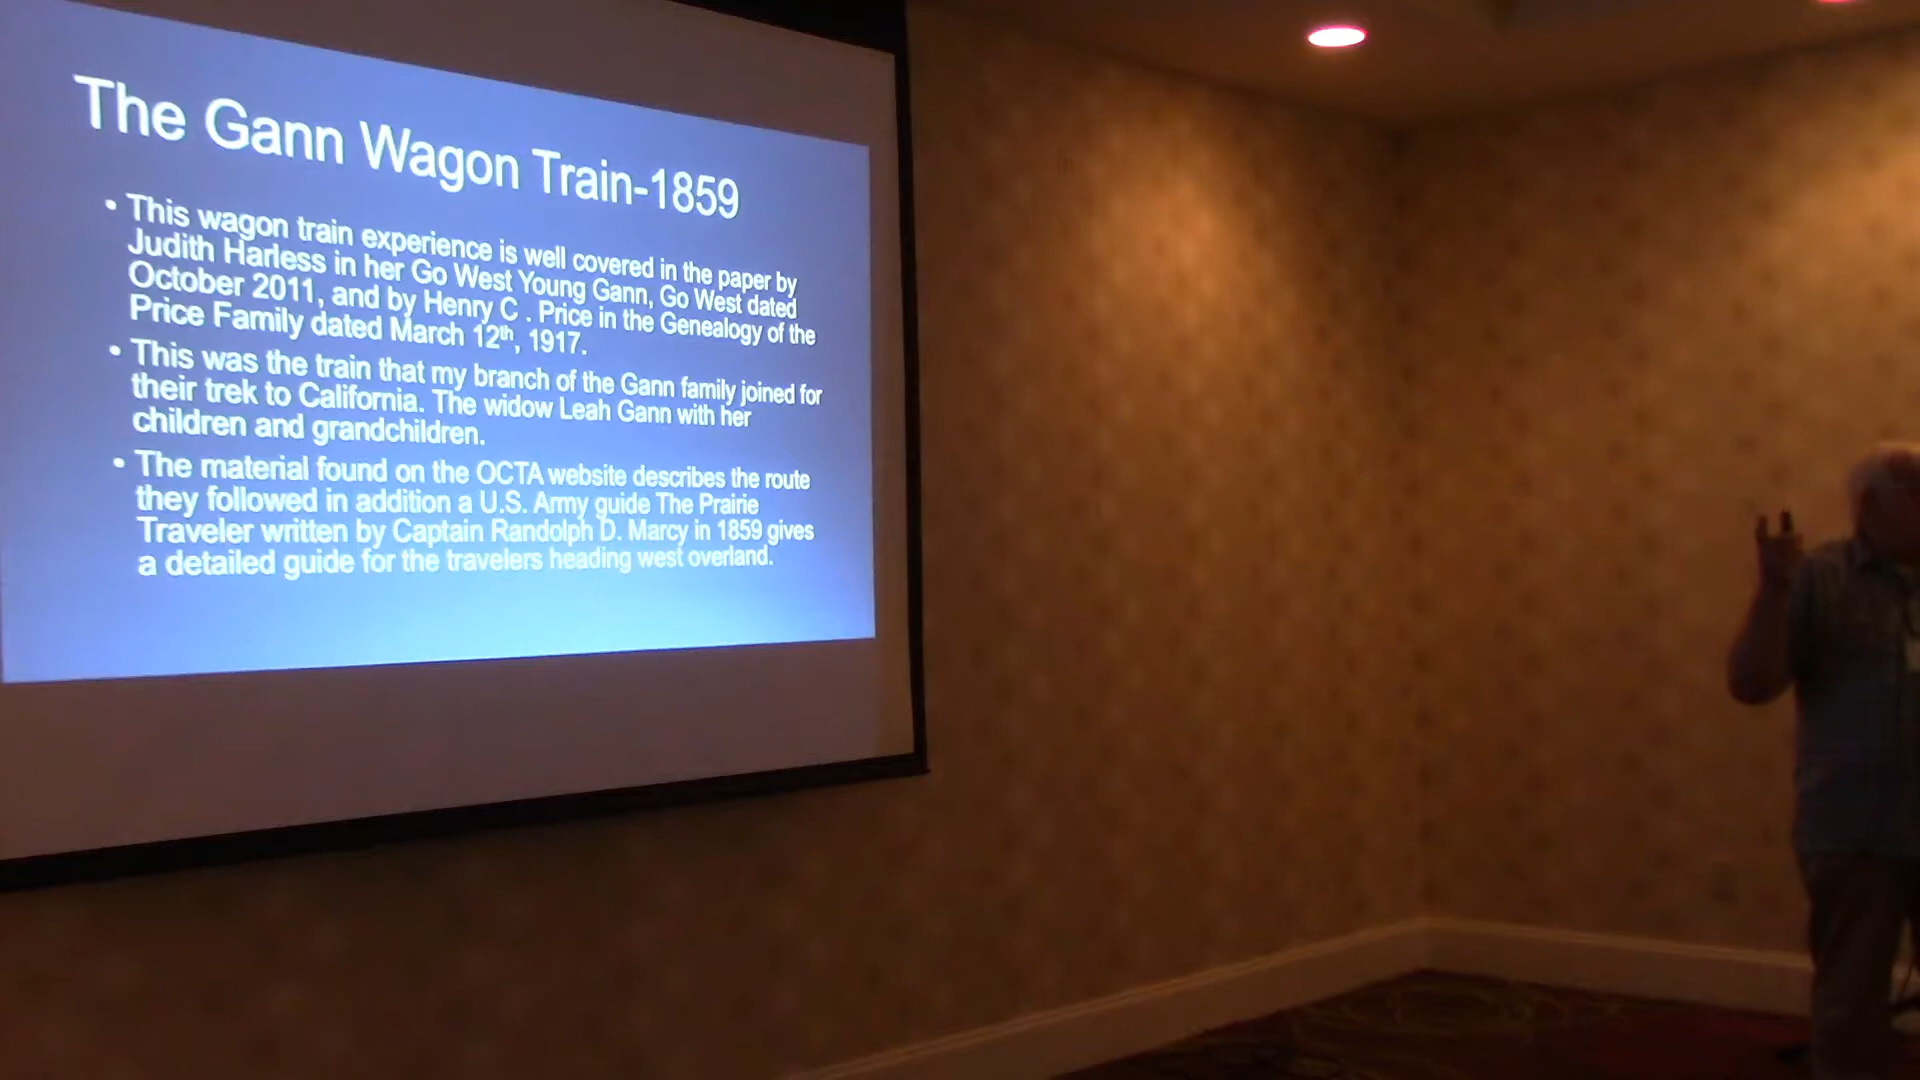 The Gann Wagon Train-1859
• This wagon train experience is well covered in the paper by
Judith Harless in her Go West Young Gann, Go West dated
October 2011, and by Henry C . Price in the Genealogy of the
Price Family dated March 12th, 1917.
• This was the train that my branch of the Gann family joined for
their trek to California. The widow Leah Gann with her
children and grandchildren.
• The material found on the OCTA website describes the route
they followed in addition a U.S. Army guide The Prairie
Traveler written by Captain Randolph D. Marcy in 1859 gives
a detailed guide for the travelers heading west overland.